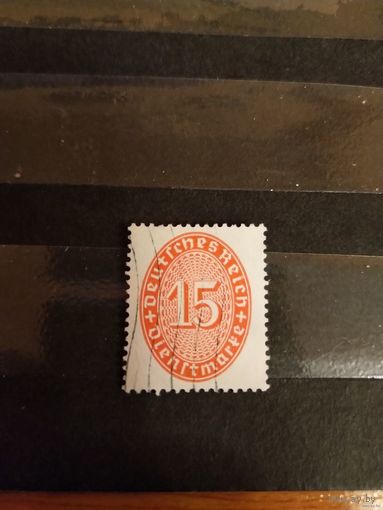 + Deutsches Reich +
15
Dienstmarke